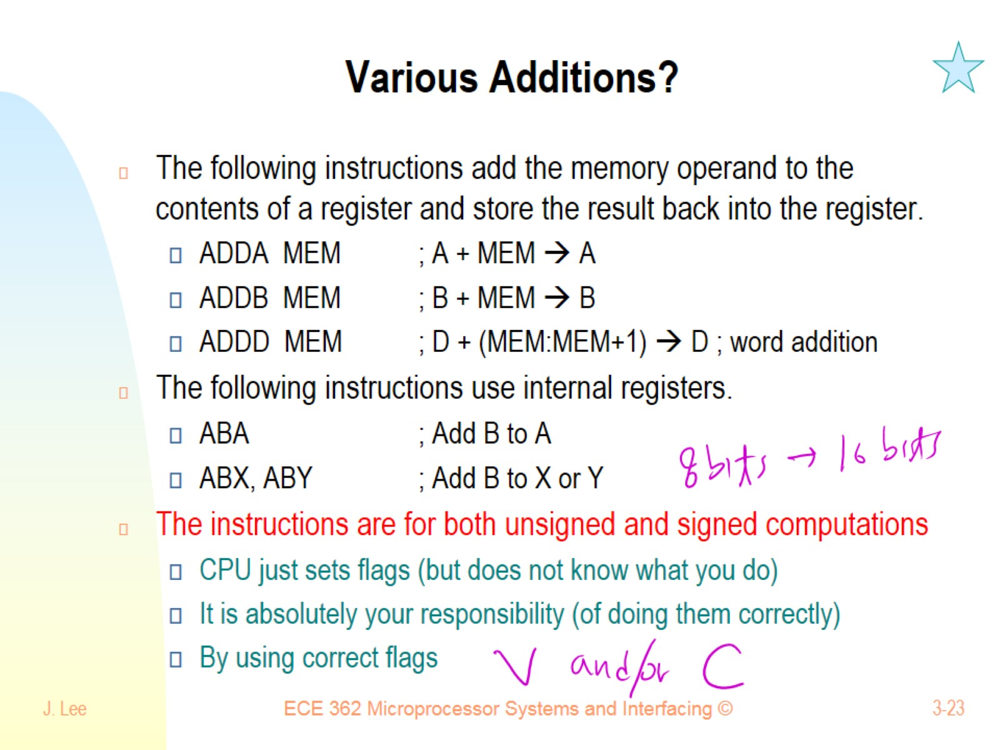 Various Additions?
The following instructions add the memory operand to the
contents of a register and store the result back into the register.
ADDA MEM ; A + MEM → A
ADDB MEM ; B + MEM → B
ADDD MEM ; D + (MEM:MEM+1) → D ; word addition
The following instructions use internal registers.
ABA ; Add B to A
ABX, ABY ; Add B to X or Y
8 bits → 16 bits
The instructions are for both unsigned and signed computations
CPU just sets flags (but does not know what you do)
It is absolutely your responsibility (of doing them correctly)
By using correct flags V and/or C
J. Lee ECE 362 Microprocessor Systems and Interfacing © 3-23